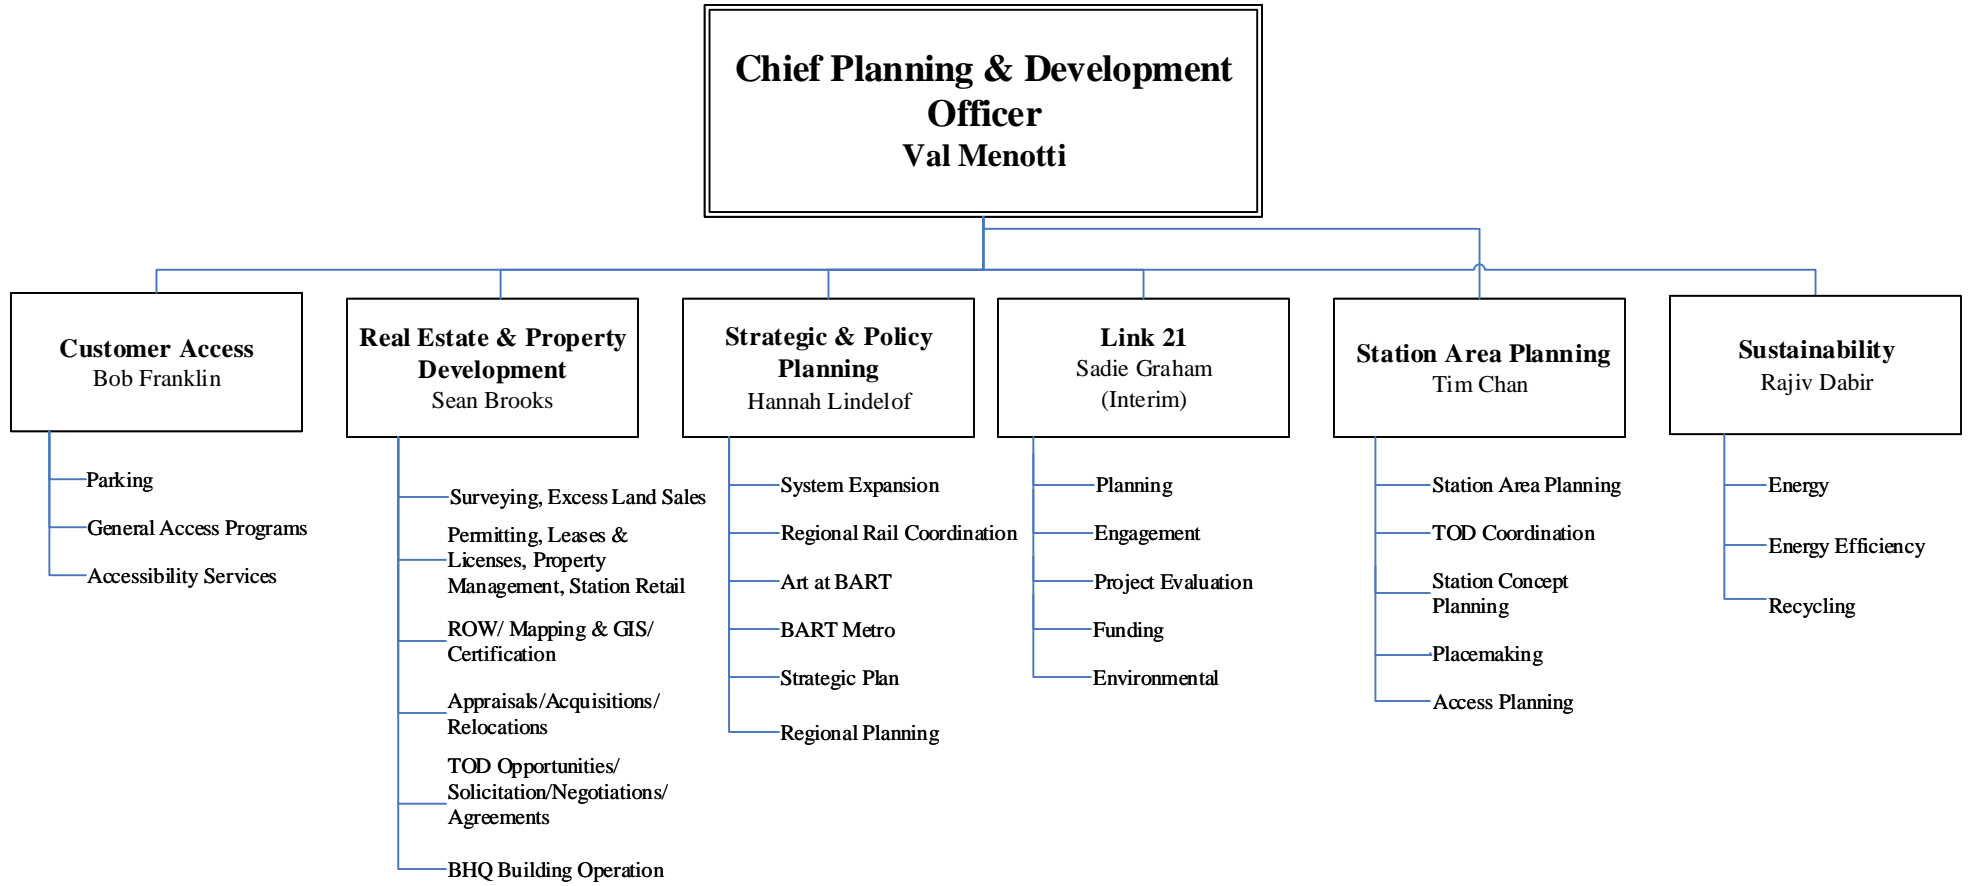 Chief Planning & Development
Officer
Val Menotti
Customer Access
Bob Franklin
Parking
General Access Programs
Accessibility Services
Real Estate & Property
Development
Sean Brooks
Surveying, Excess Land Sales
Permitting, Leases &
Licenses, Property
Management, Station Retail
ROW/ Mapping & GIS/
Certification
Appraisals/Acquisitions/
Relocations
TOD Opportunities/
Solicitation/Negotiations/
Agreements
BHQ Building Operation
Strategic & Policy
Planning
Hannah Lindelof
System Expansion
Regional Rail Coordination
Art at BART
BART Metro
Strategic Plan
Regional Planning
Link 21
Sadie Graham
(Interim)
Planning
Engagement
Project Evaluation
Funding
Environmental
Station Area Planning
Tim Chan
Station Area Planning
TOD Coordination
Station Concept
Planning
Placemaking
Access Planning
Sustainability
Rajiv Dabir
Energy
Energy Efficiency
Recycling